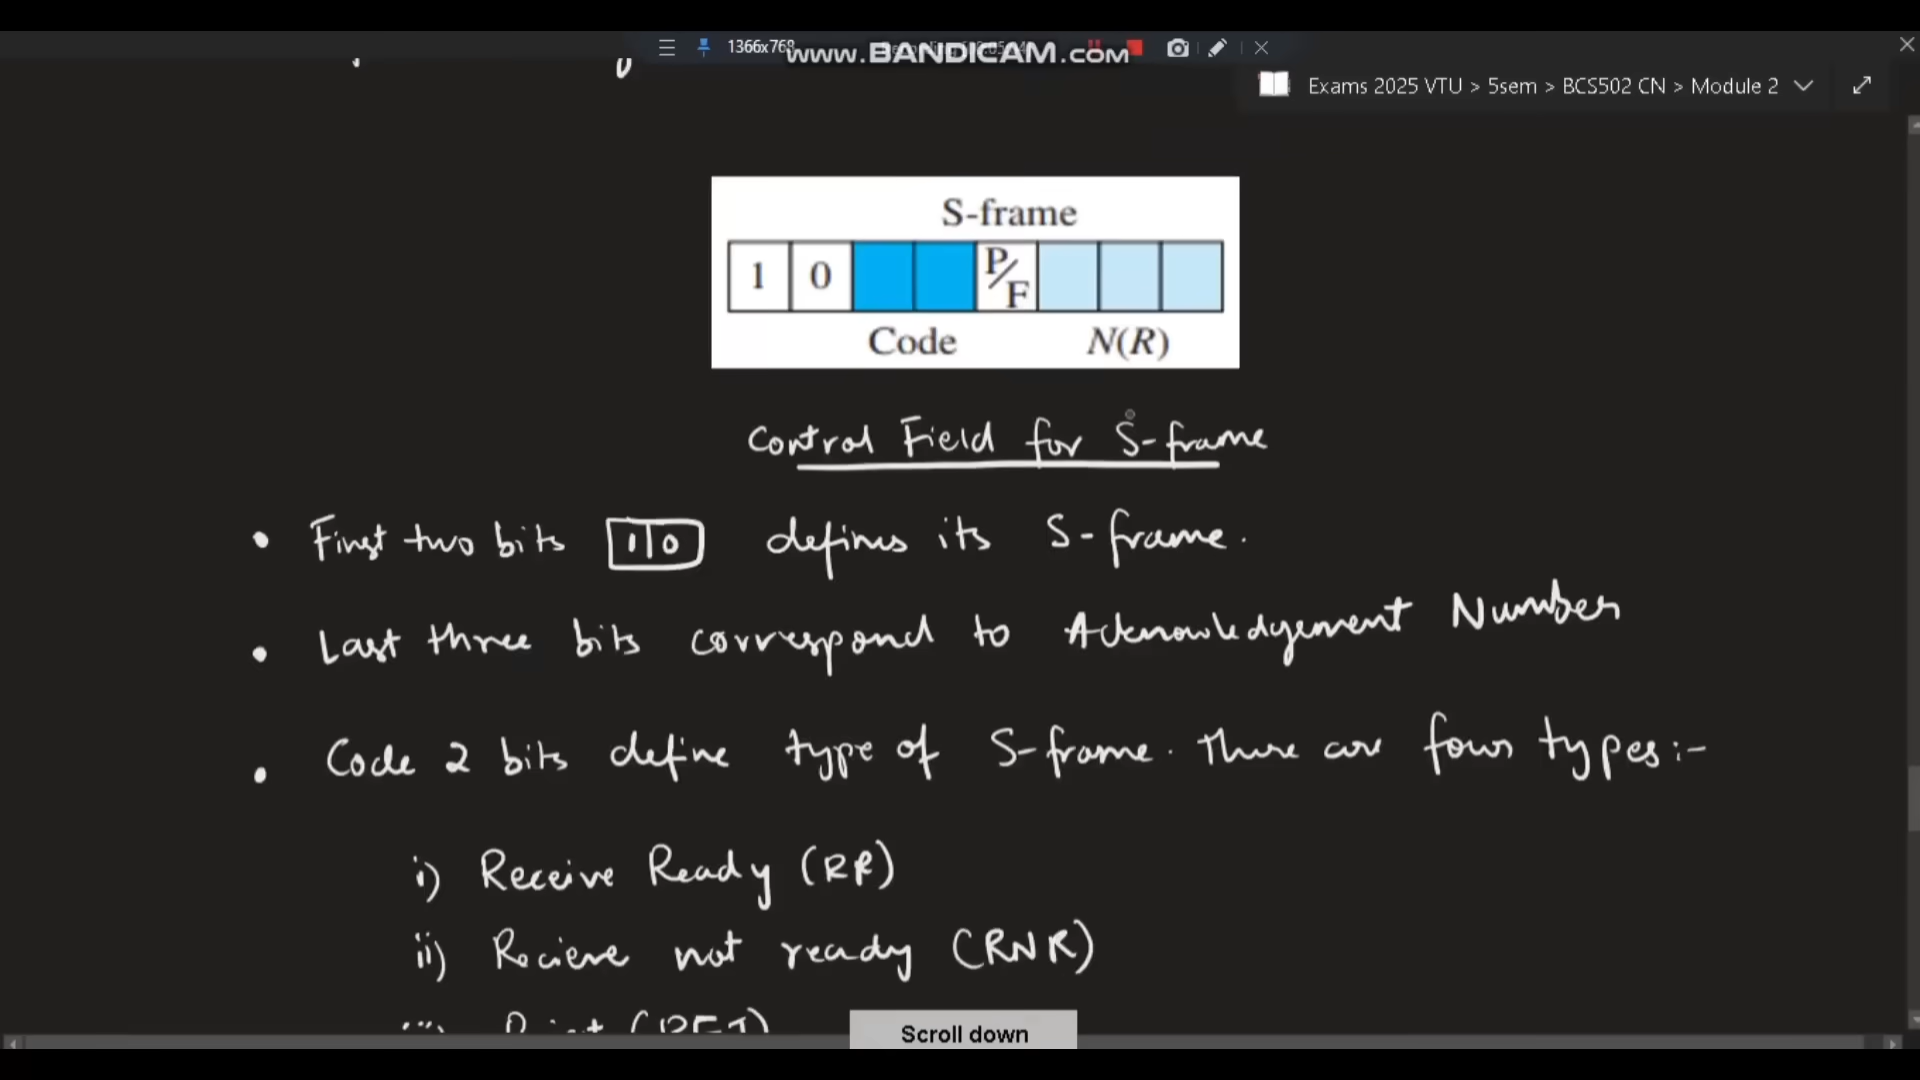 1366x768
www.BANDICAM.com
Exams 2025 VTU > 5sem > BCS502 CN > Module 2
S-frame
1 0 P/F
Code N(R)
Control Field for S-frame
• First two bits 1|0 defines its S-frame.
• Last three bits correspond to Acknowledgement Number
• Code 2 bits define type of S-frame. There are four types:-
i) Receive Ready (RR)
ii) Recieve not ready (RNR)
Scroll down